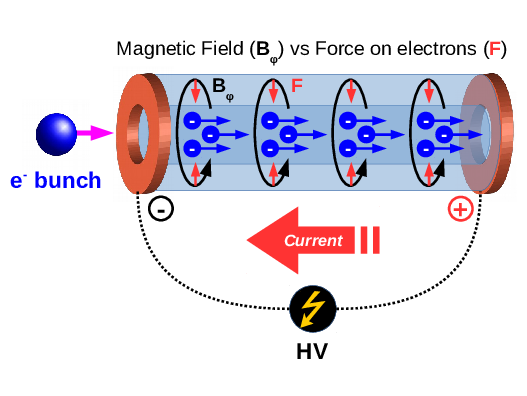 Magnetic Field (Bφ) vs Force on electrons (F)
Bφ
F
- - - -
- - - -
- - - -
e- bunch
- +
Current
HV